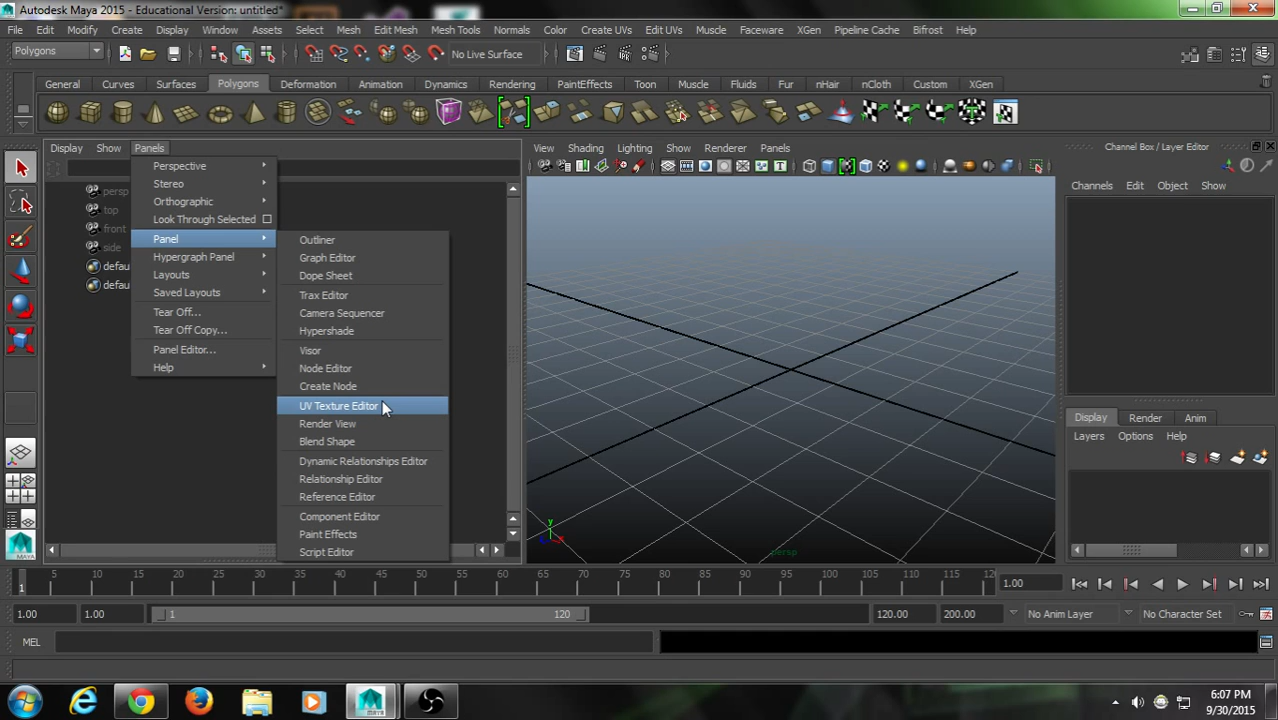 Autodesk Maya 2015 - Educational Version: untitled*
File Edit Modify Create Display Window Assets Select Mesh Edit Mesh Mesh Tools Normals Color Create UVs Edit UVs Muscle Faceware XGen Pipeline Cache Bifrost Help
Polygons No Live Surface
General Curves Surfaces Polygons Deformation Animation Dynamics Rendering PaintEffects Toon Muscle Fluids Fur nHair nCloth Custom XGen
Display Show Panels
View Shading Lighting Show Renderer Panels
Channel Box / Layer Editor
Channels Edit Object Show
persp
top
front
side
defau
defau
Perspective
Stereo
Orthographic
Look Through Selected
Panel
Hypergraph Panel
Layouts
Saved Layouts
Tear Off...
Tear Off Copy...
Panel Editor...
Help
Outliner
Graph Editor
Dope Sheet
Trax Editor
Camera Sequencer
Hypershade
Visor
Node Editor
Create Node
UV Texture Editor
Render View
Blend Shape
Dynamic Relationships Editor
Relationship Editor
Reference Editor
Component Editor
Paint Effects
Script Editor
y
x
persp
Display Render Anim
Layers Options Help
MAYA
1 5 10 15 20 25 30 35 40 45 50 55 60 65 70 75 80 85 90 95 100 105 110 115 12 1.00
1.00 1.00 1 120 120.00 200.00 No Anim Layer No Character Set
MEL
MAYA
6:07 PM
9/30/2015